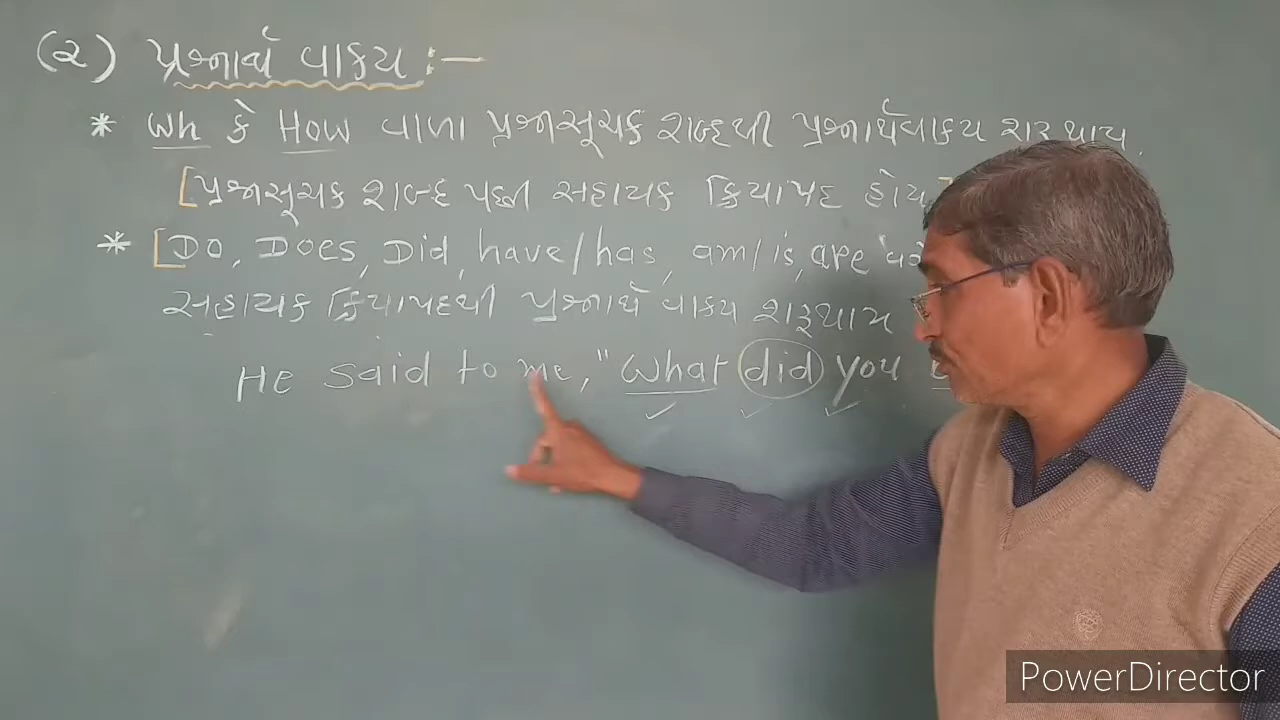 (૨) પ્રશ્નાર્થ વાક્ય :-
* Wh કે How વાળા પ્રશ્નસૂચક શબ્દથી પ્રશ્નાર્થવાક્ય શરૂ થાય.
[પ્રશ્નસૂચક શબ્દ પછી સહાયક ક્રિયાપદ હોય]
* [Do, Does, Did, have/has, am/is, are
સહાયક ક્રિયાપદથી પ્રશ્નાર્થ વાક્ય શરૂ થાય
He said to me, "What did you
PowerDirector